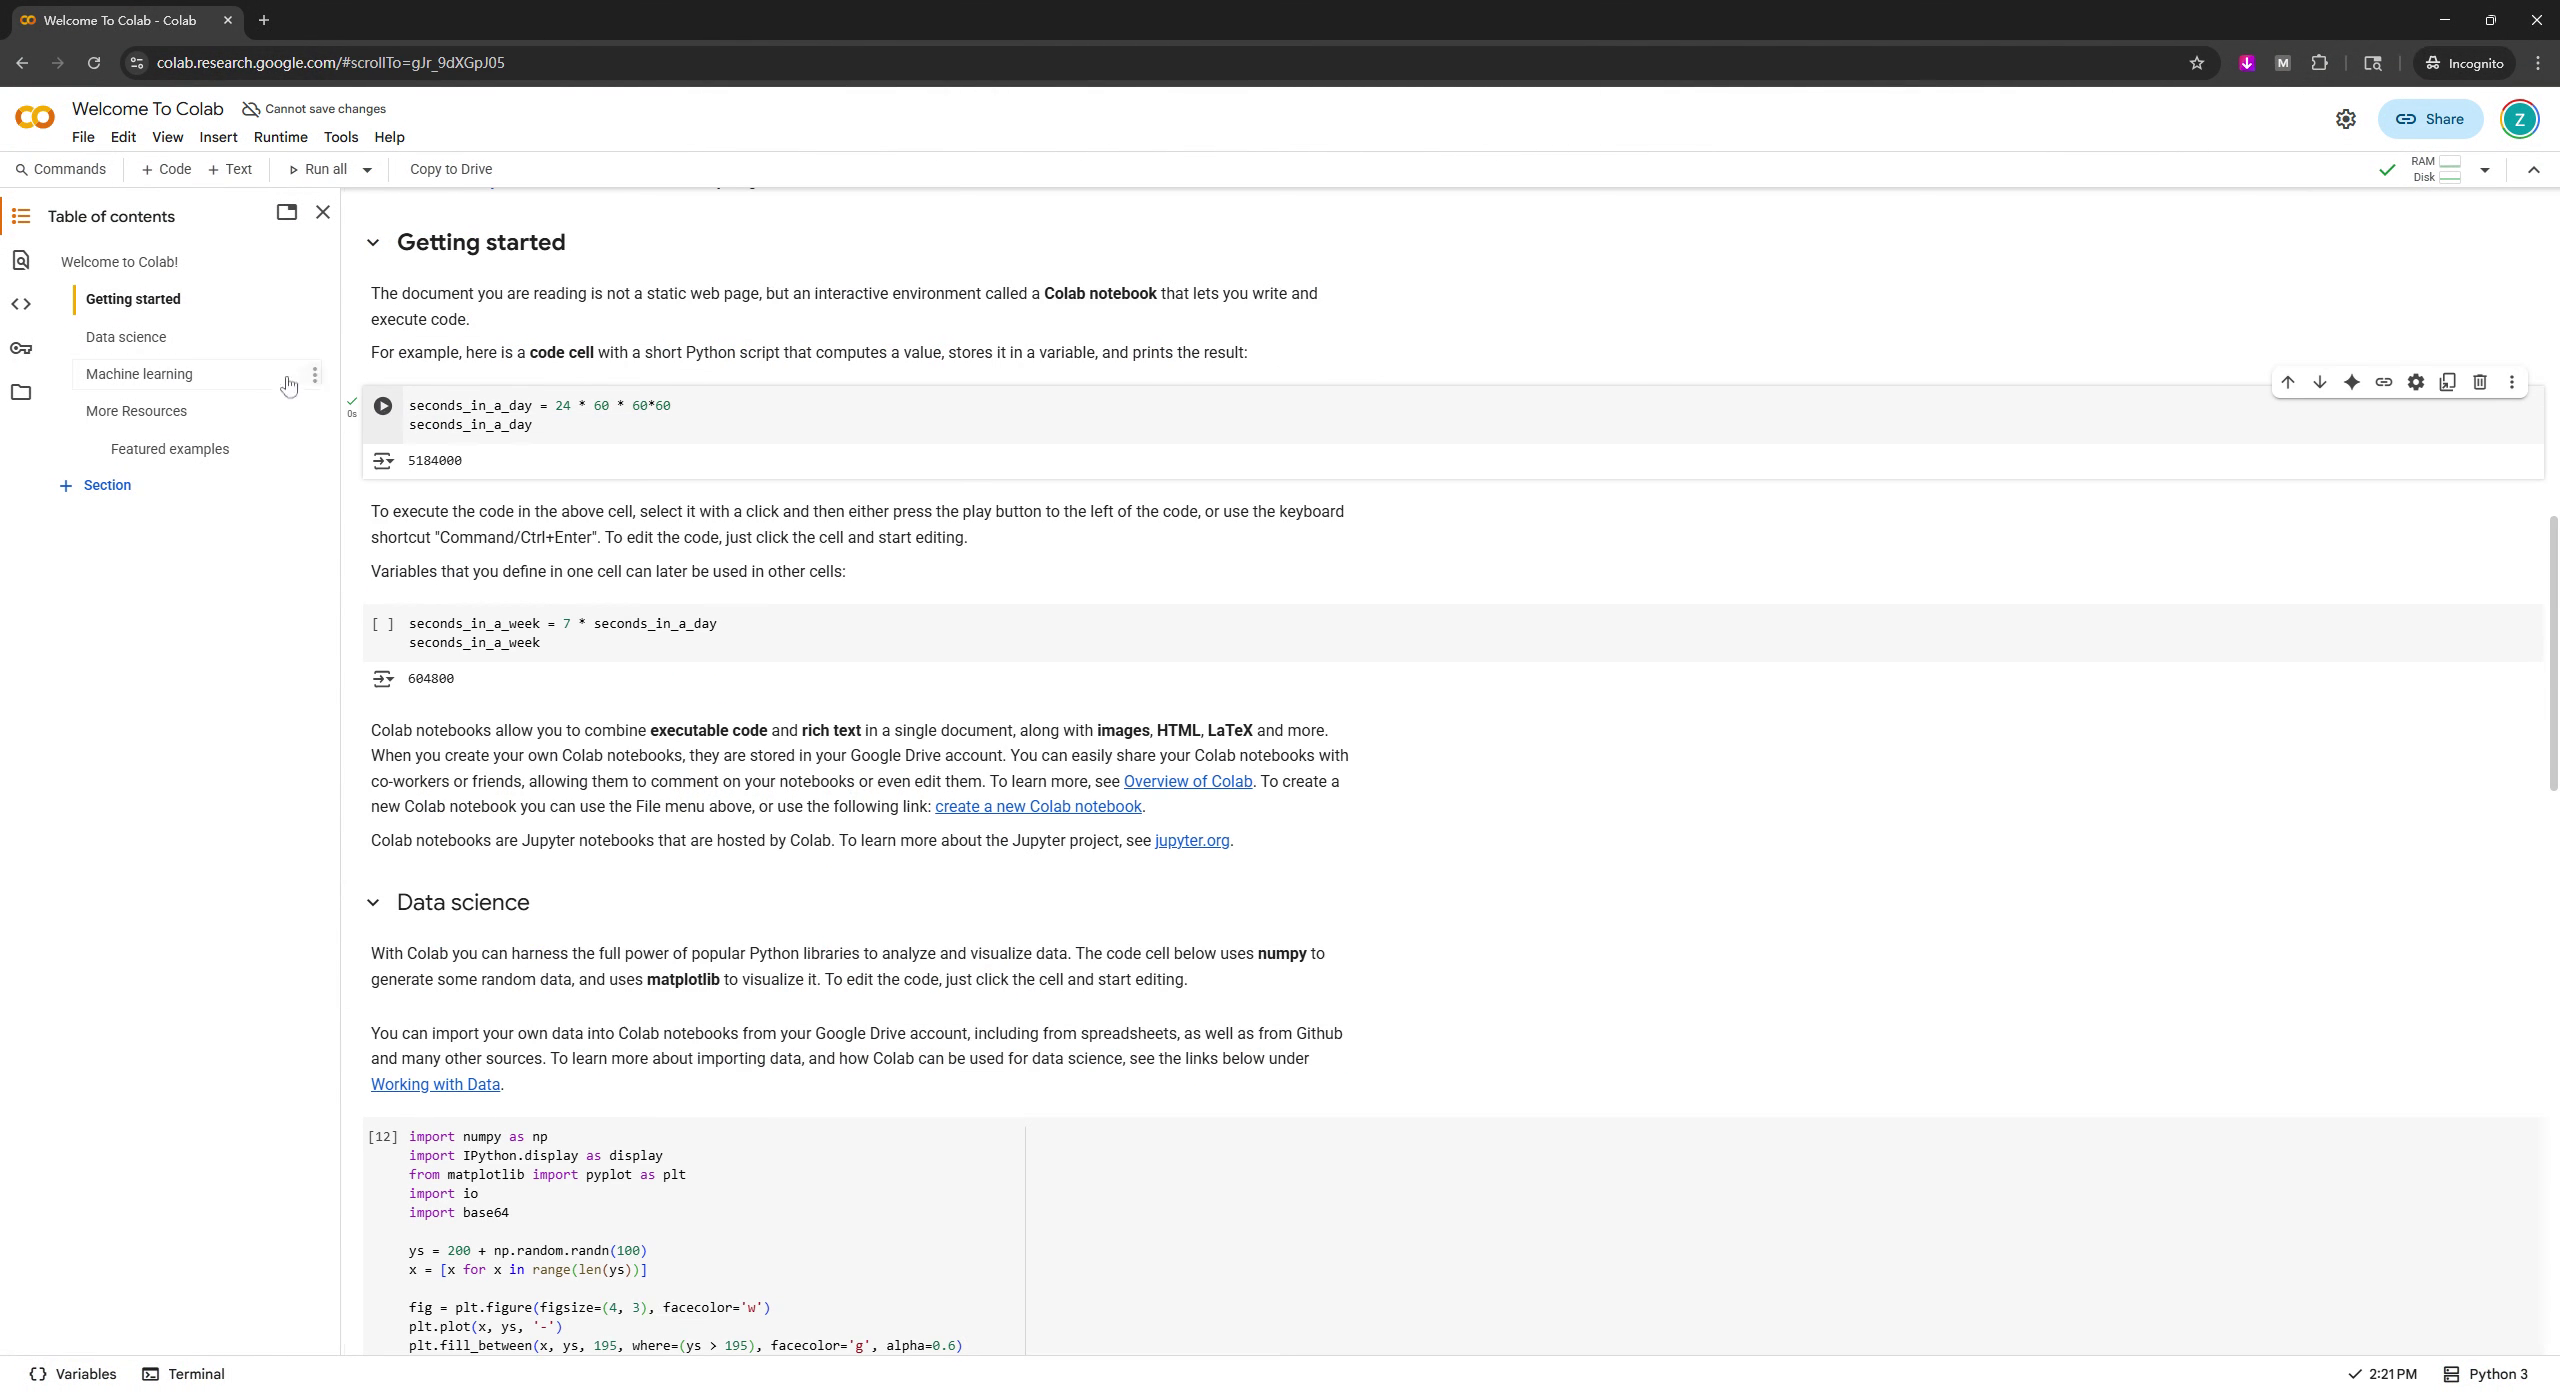 Welcome To Colab - Colab
colab.research.google.com/#scrollTo=gJr_9dXGpJ05
M
Incognito
Welcome To Colab
Cannot save changes
File Edit View Insert Runtime Tools Help
Share
Z
Commands
+ Code + Text
Run all
Copy to Drive
RAM
Disk
Table of contents
Welcome to Colab!
Getting started
Data science
Machine learning
More Resources
Featured examples
+ Section
Getting started
The document you are reading is not a static web page, but an interactive environment called a Colab notebook that lets you write and
execute code.
For example, here is a code cell with a short Python script that computes a value, stores it in a variable, and prints the result:
0s
seconds_in_a_day = 24 * 60 * 60*60
seconds_in_a_day
5184000
To execute the code in the above cell, select it with a click and then either press the play button to the left of the code, or use the keyboard
shortcut "Command/Ctrl+Enter". To edit the code, just click the cell and start editing.
Variables that you define in one cell can later be used in other cells:
[ ] seconds_in_a_week = 7 * seconds_in_a_day
seconds_in_a_week
604800
Colab notebooks allow you to combine executable code and rich text in a single document, along with images, HTML, LaTeX and more.
When you create your own Colab notebooks, they are stored in your Google Drive account. You can easily share your Colab notebooks with
co-workers or friends, allowing them to comment on your notebooks or even edit them. To learn more, see Overview of Colab. To create a
new Colab notebook you can use the File menu above, or use the following link: create a new Colab notebook.
Colab notebooks are Jupyter notebooks that are hosted by Colab. To learn more about the Jupyter project, see jupyter.org.
Data science
With Colab you can harness the full power of popular Python libraries to analyze and visualize data. The code cell below uses numpy to
generate some random data, and uses matplotlib to visualize it. To edit the code, just click the cell and start editing.
You can import your own data into Colab notebooks from your Google Drive account, including from spreadsheets, as well as from Github
and many other sources. To learn more about importing data, and how Colab can be used for data science, see the links below under
Working with Data.
[12] import numpy as np
import IPython.display as display
from matplotlib import pyplot as plt
import io
import base64
ys = 200 + np.random.randn(100)
x = [x for x in range(len(ys))]
fig = plt.figure(figsize=(4, 3), facecolor='w')
plt.plot(x, ys, '-')
plt.fill_between(x, ys, 195, where=(ys > 195), facecolor='g', alpha=0.6)
Variables
Terminal
2:21 PM
Python 3